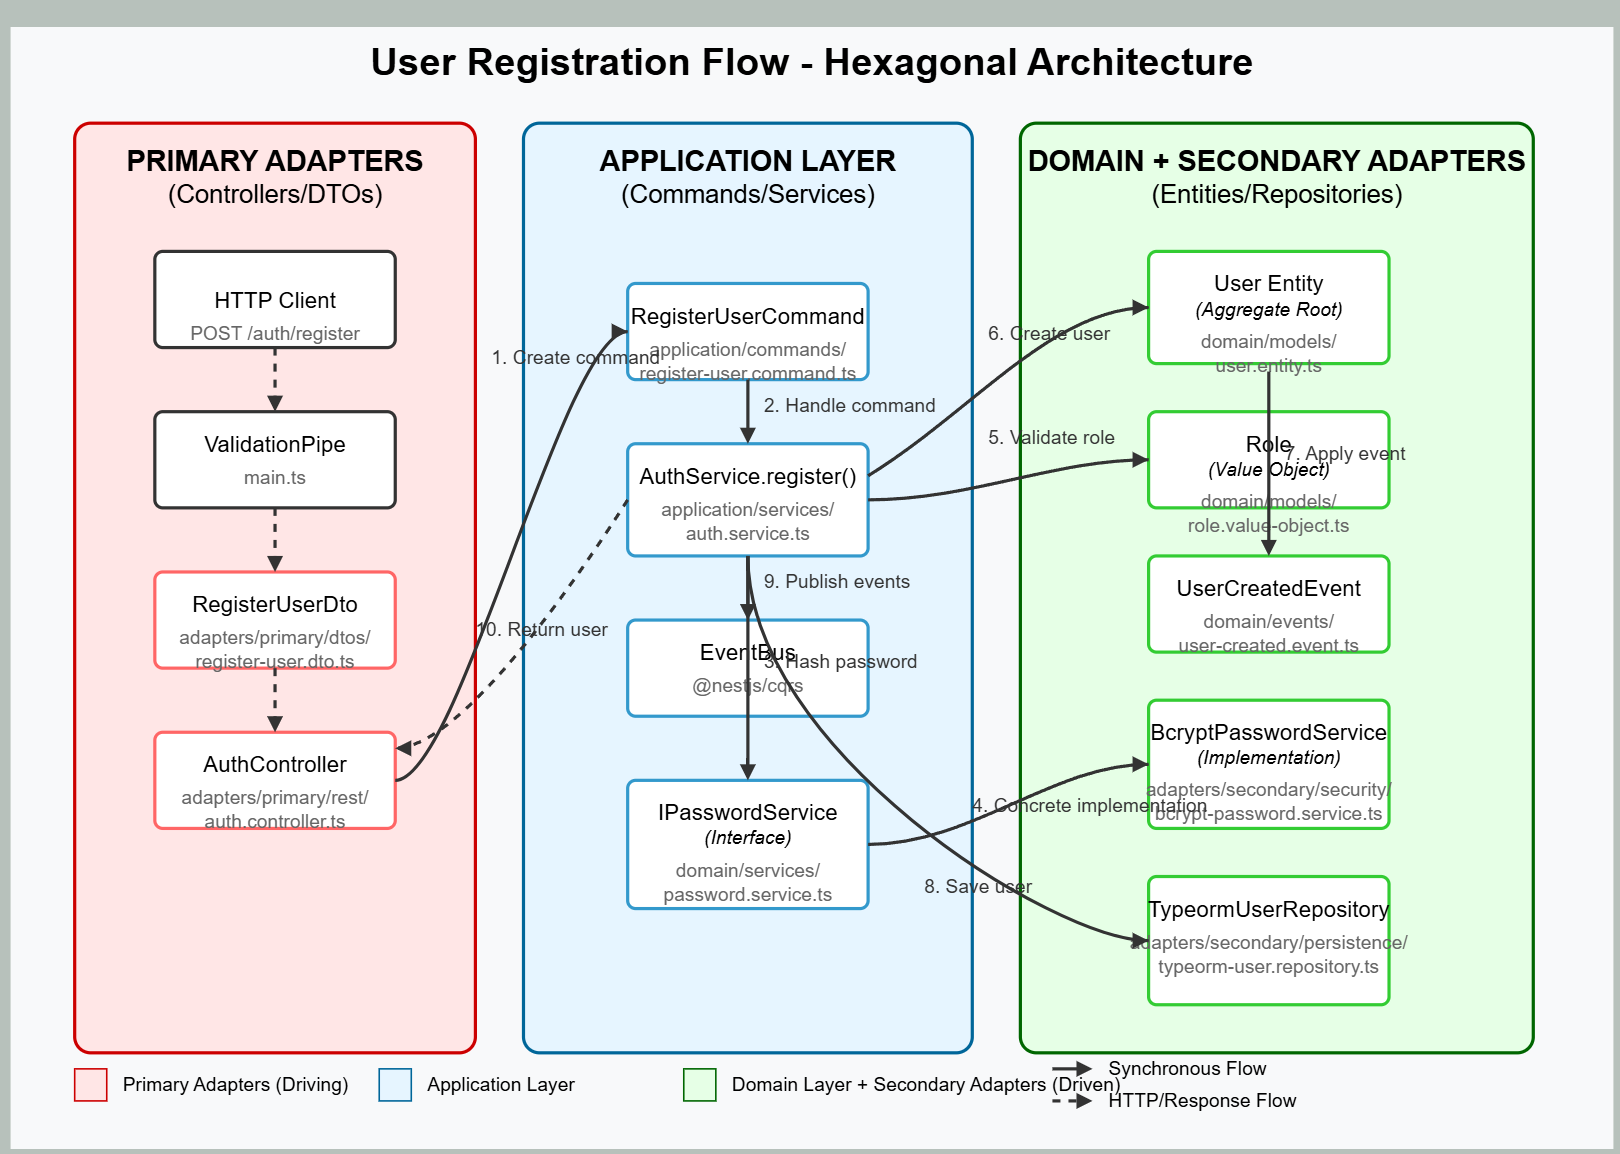 User Registration Flow - Hexagonal Architecture
PRIMARY ADAPTERS
(Controllers/DTOs)
HTTP Client
POST /auth/register
ValidationPipe
main.ts
RegisterUserDto
adapters/primary/dtos/
register-user.dto.ts
AuthController
adapters/primary/rest/
auth.controller.ts
1. Create command
10. Return user
APPLICATION LAYER
(Commands/Services)
RegisterUserCommand
application/commands/
register-user.command.ts
2. Handle command
AuthService.register()
application/services/
auth.service.ts
9. Publish events
EventBus
3. Hash password
@nestjs/cqrs
IPasswordService
(Interface)
domain/services/
password.service.ts
6. Create user
5. Validate role
4. Concrete implementation
8. Save user
DOMAIN + SECONDARY ADAPTERS
(Entities/Repositories)
User Entity
(Aggregate Root)
domain/models/
user.entity.ts
Role
7. Apply event
(Value Object)
domain/models/
role.value-object.ts
UserCreatedEvent
domain/events/
user-created.event.ts
BcryptPasswordService
(Implementation)
adapters/secondary/security/
bcrypt-password.service.ts
TypeormUserRepository
adapters/secondary/persistence/
typeorm-user.repository.ts
Primary Adapters (Driving)
Application Layer
Domain Layer + Secondary Adapters (Driven)
Synchronous Flow
HTTP/Response Flow